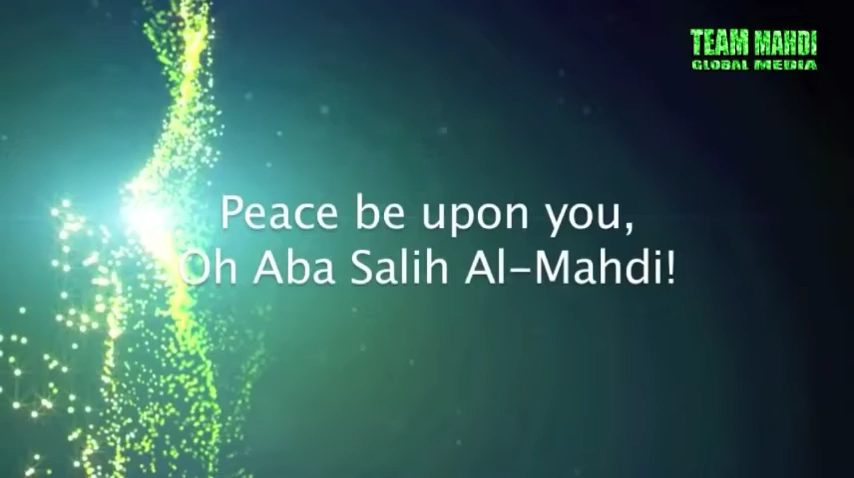 TEAM MAHDI
GLOBAL MEDIA
Peace be upon you,
Oh Aba Salih Al-Mahdi!